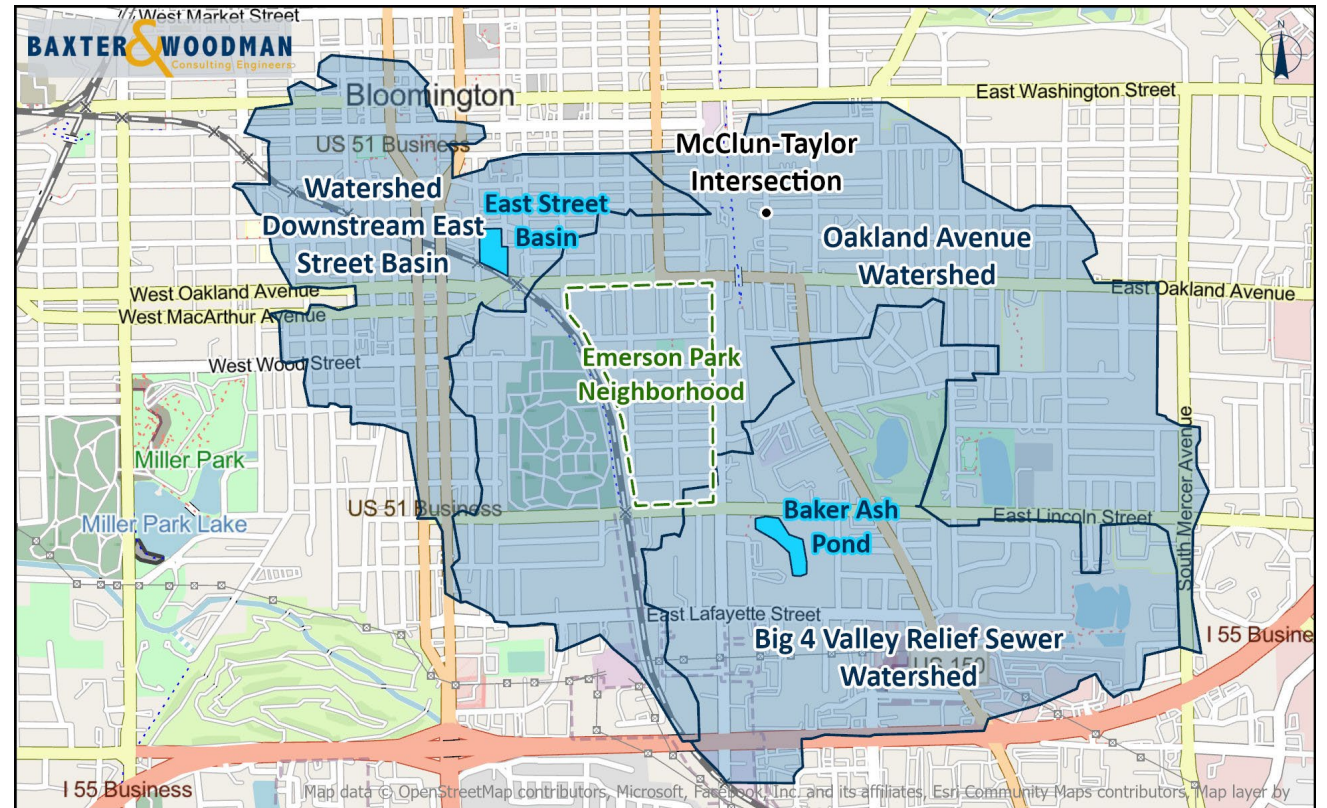 West Market Street
BAXTER & WOODMAN
Consulting Engineers
N
Bloomington
East Washington Street
US 51 Business
McClun-Taylor
Intersection
Watershed
Downstream East
Street Basin
East Street
Basin
Oakland Avenue
Watershed
West Oakland Avenue
East Oakland Avenue
West MacArthur Avenue
West Wood Street
Emerson Park
Neighborhood
Miller Park
South Mercer Avenue
US 51 Business
Miller Park Lake
Baker Ash
Pond
East Lincoln Street
East Lafayette Street
Big 4 Valley Relief Sewer
Watershed
US 150
I 55 Busine
I 55 Business
Map data © OpenStreetMap contributors, Microsoft, Facebook, Inc. and its affiliates, Esri Community Maps contributors, Map layer by